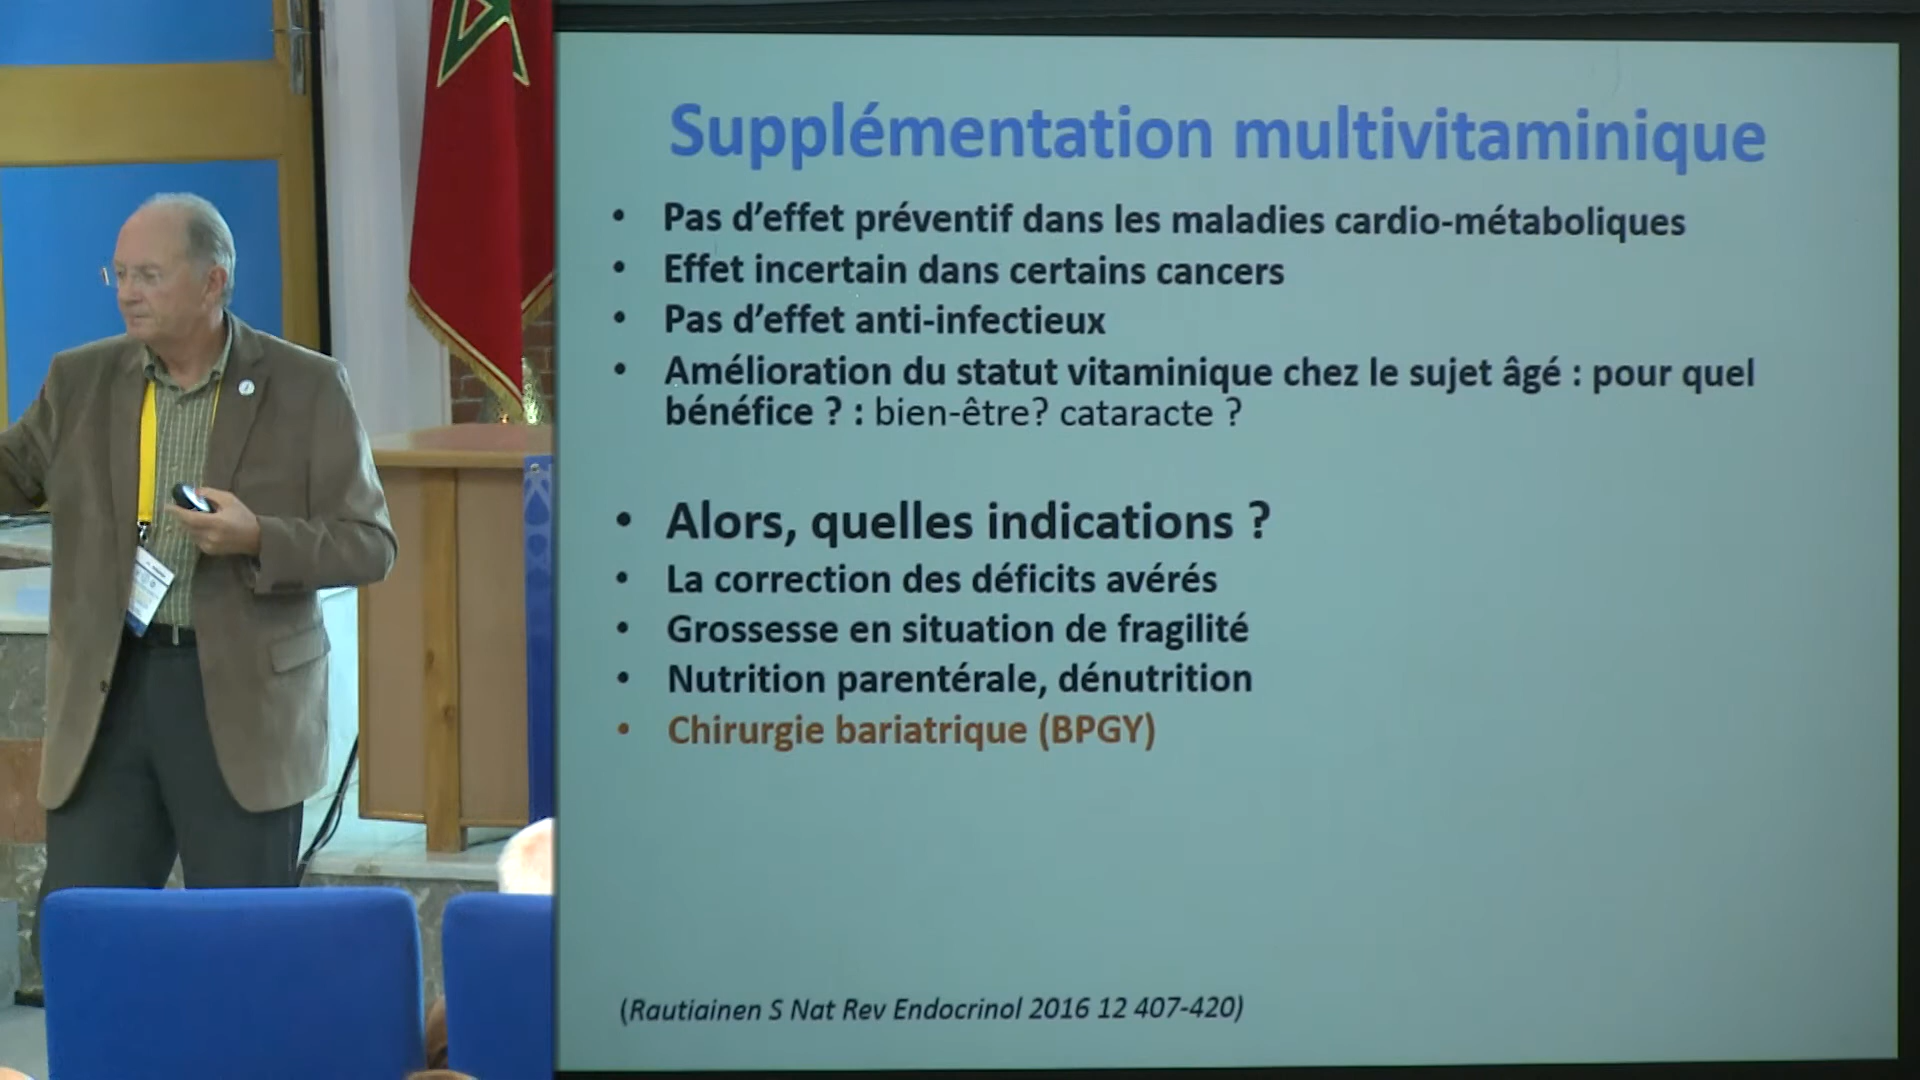 Supplémentation multivitaminique
• Pas d’effet préventif dans les maladies cardio-métaboliques
• Effet incertain dans certains cancers
• Pas d’effet anti-infectieux
• Amélioration du statut vitaminique chez le sujet âgé : pour quel
bénéfice ? : bien-être? cataracte ?
• Alors, quelles indications ?
• La correction des déficits avérés
• Grossesse en situation de fragilité
• Nutrition parentérale, dénutrition
• Chirurgie bariatrique (BPGY)
(Rautiainen S Nat Rev Endocrinol 2016 12 407-420)